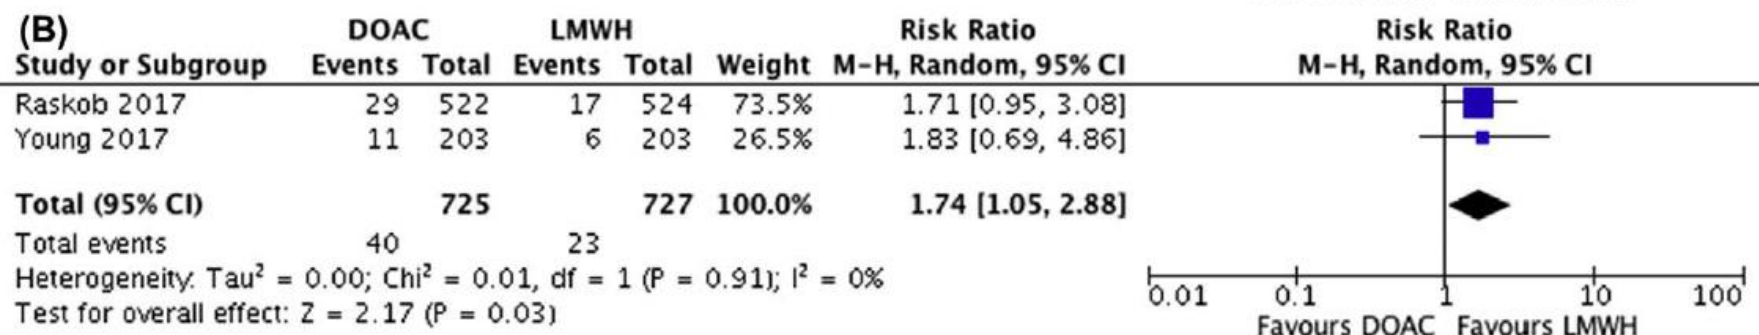 (B) DOAC LMWH Risk Ratio Risk Ratio
Study or Subgroup Events Total Events Total Weight M-H, Random, 95% CI M-H, Random, 95% CI
Raskob 2017 29 522 17 524 73.5% 1.71 [0.95, 3.08]
Young 2017 11 203 6 203 26.5% 1.83 [0.69, 4.86]
Total (95% CI) 725 727 100.0% 1.74 [1.05, 2.88]
Total events 40 23
Heterogeneity: Tau² = 0.00; Chi² = 0.01, df = 1 (P = 0.91); I² = 0%
Test for overall effect: Z = 2.17 (P = 0.03)
0.01 0.1 1 10 100
Favours DOAC Favours LMWH